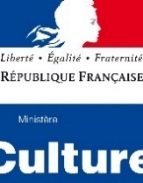 Liberté • Égalité • Fraternité
RÉPUBLIQUE FRANÇAISE
Ministère
Culture